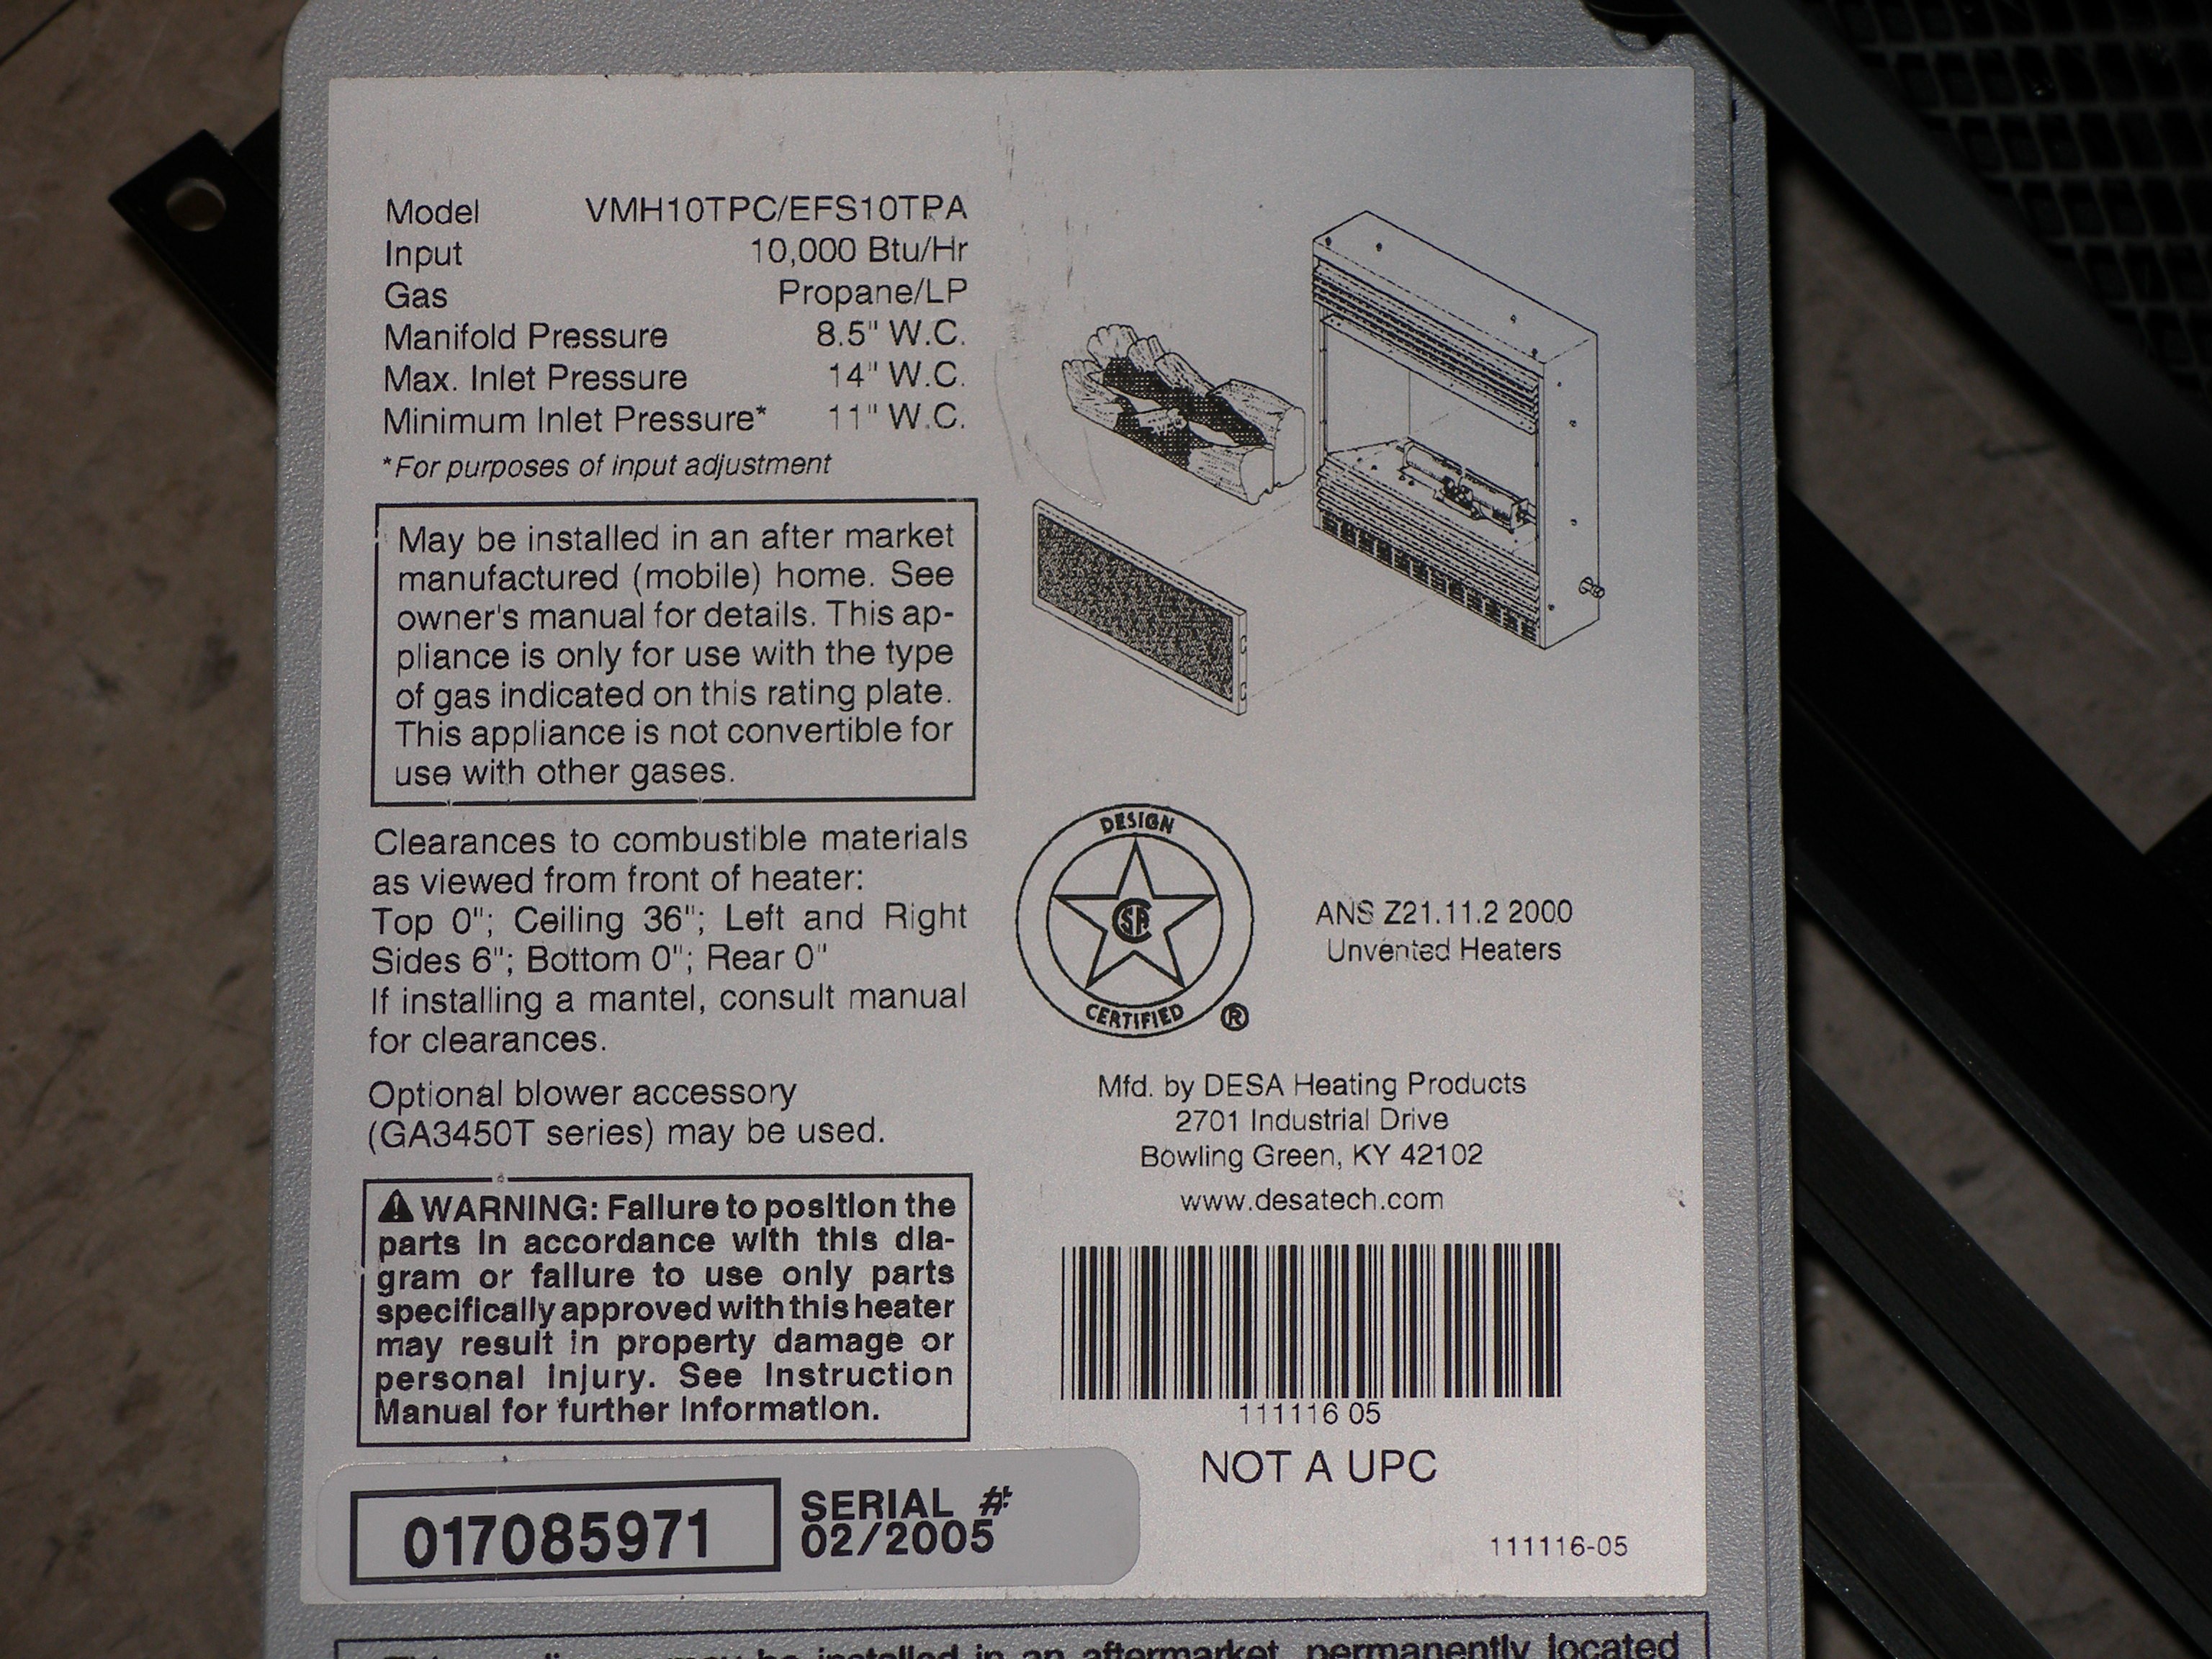 Model VMH10TPC/EFS10TPA
Input 10,000 Btu/Hr
Gas Propane/LP
Manifold Pressure 8.5" W.C.
Max. Inlet Pressure 14" W.C.
Minimum Inlet Pressure* 11" W.C.
*For purposes of input adjustment
May be installed in an after market
manufactured (mobile) home. See
owner's manual for details. This ap-
pliance is only for use with the type
of gas indicated on this rating plate.
This appliance is not convertible for
use with other gases.
Clearances to combustible materials
as viewed from front of heater:
Top 0"; Ceiling 36"; Left and Right
Sides 6"; Bottom 0"; Rear 0"
If installing a mantel, consult manual
for clearances.
Optional blower accessory
(GA3450T series) may be used.
WARNING: Failure to position the
parts in accordance with this dia-
gram or failure to use only parts
specifically approved with this heater
may result in property damage or
personal injury. See Instruction
Manual for further information.
017085971
SERIAL #
02/2005
DESIGN
CSA
CERTIFIED
®
ANS Z21.11.2 2000
Unvented Heaters
Mfd. by DESA Heating Products
2701 Industrial Drive
Bowling Green, KY 42102
www.desatech.com
111116 05
NOT A UPC
111116-05
may be installed in an aftermarket, permanently located